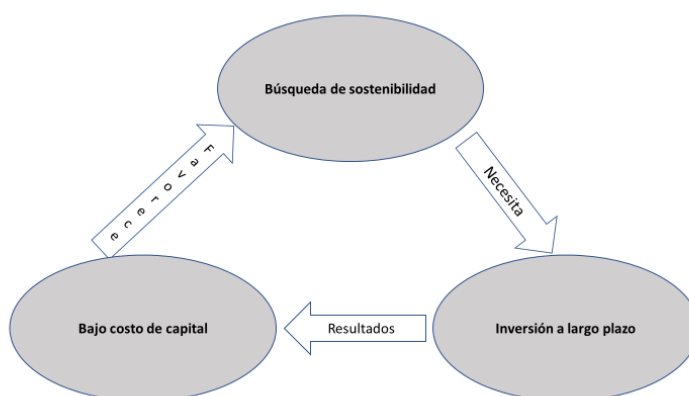 Búsqueda de sostenibilidad
Necesita
Inversión a largo plazo
Resultados
Bajo costo de capital
Favorece